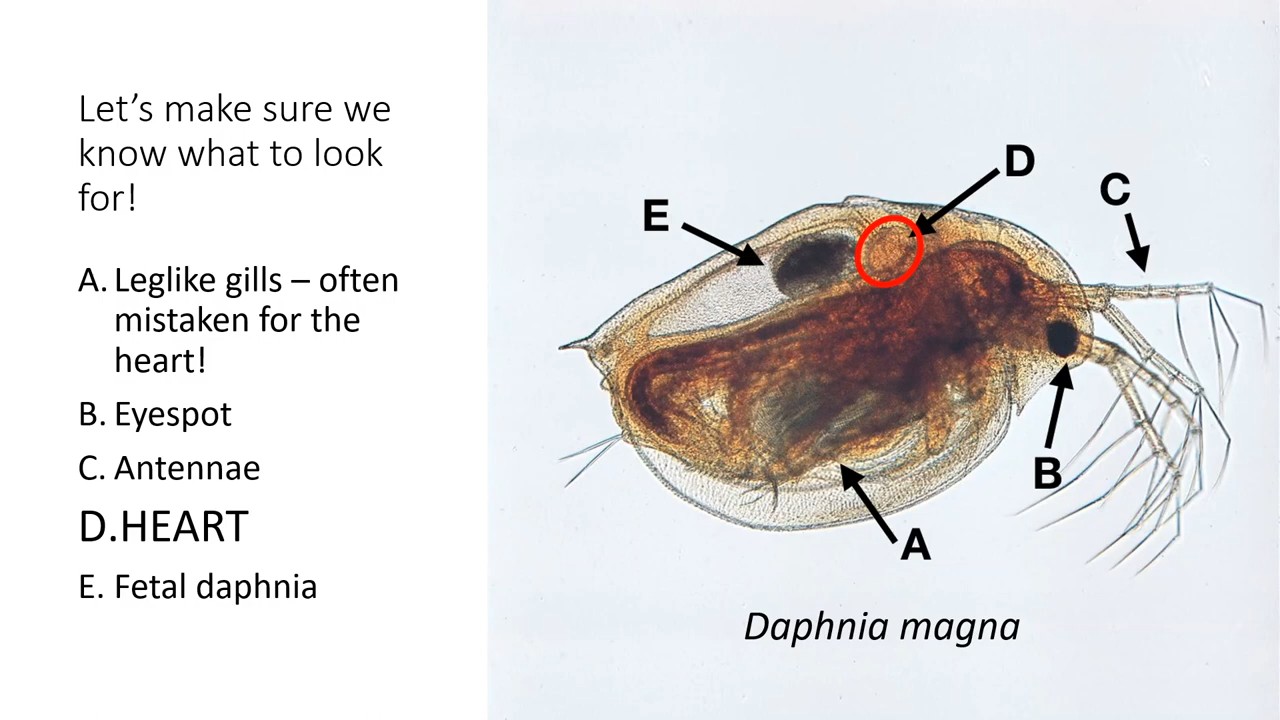 Let’s make sure we
know what to look
for!
A. Leglike gills – often
mistaken for the
heart!
B. Eyespot
C. Antennae
D.HEART
E. Fetal daphnia
D
C
E
B
A
Daphnia magna